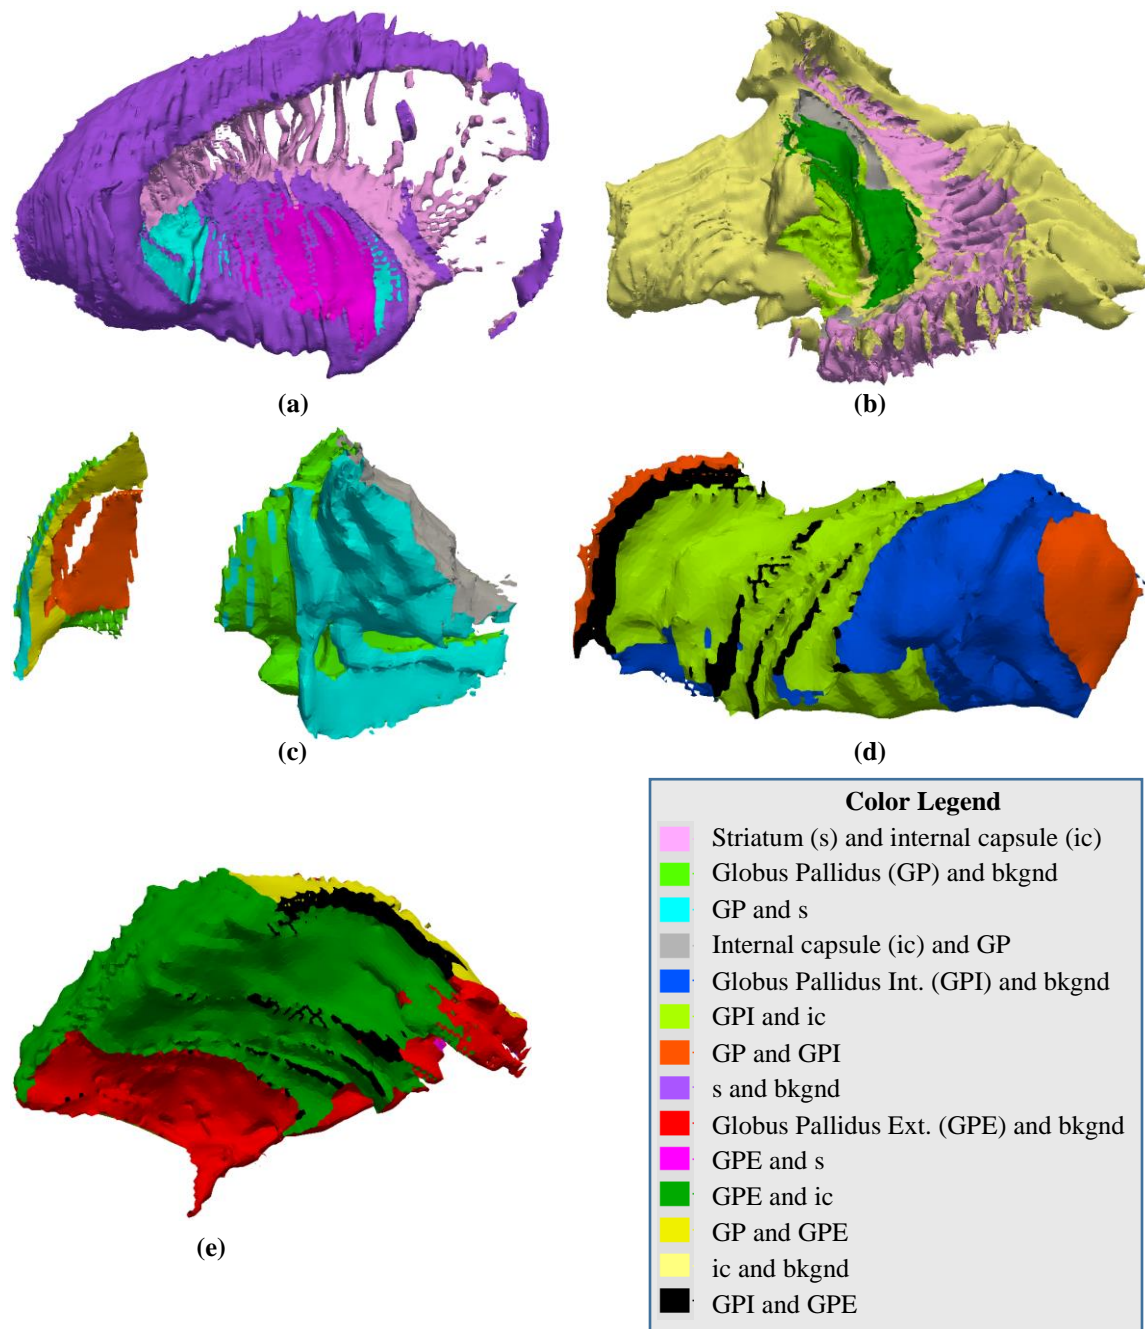 (a)
(b)
(c)
(d)
(e)
Color Legend
Striatum (s) and internal capsule (ic)
Globus Pallidus (GP) and bkgnd
GP and s
Internal capsule (ic) and GP
Globus Pallidus Int. (GPI) and bkgnd
GPI and ic
GP and GPI
s and bkgnd
Globus Pallidus Ext. (GPE) and bkgnd
GPE and s
GPE and ic
GP and GPE
ic and bkgnd
GPI and GPE